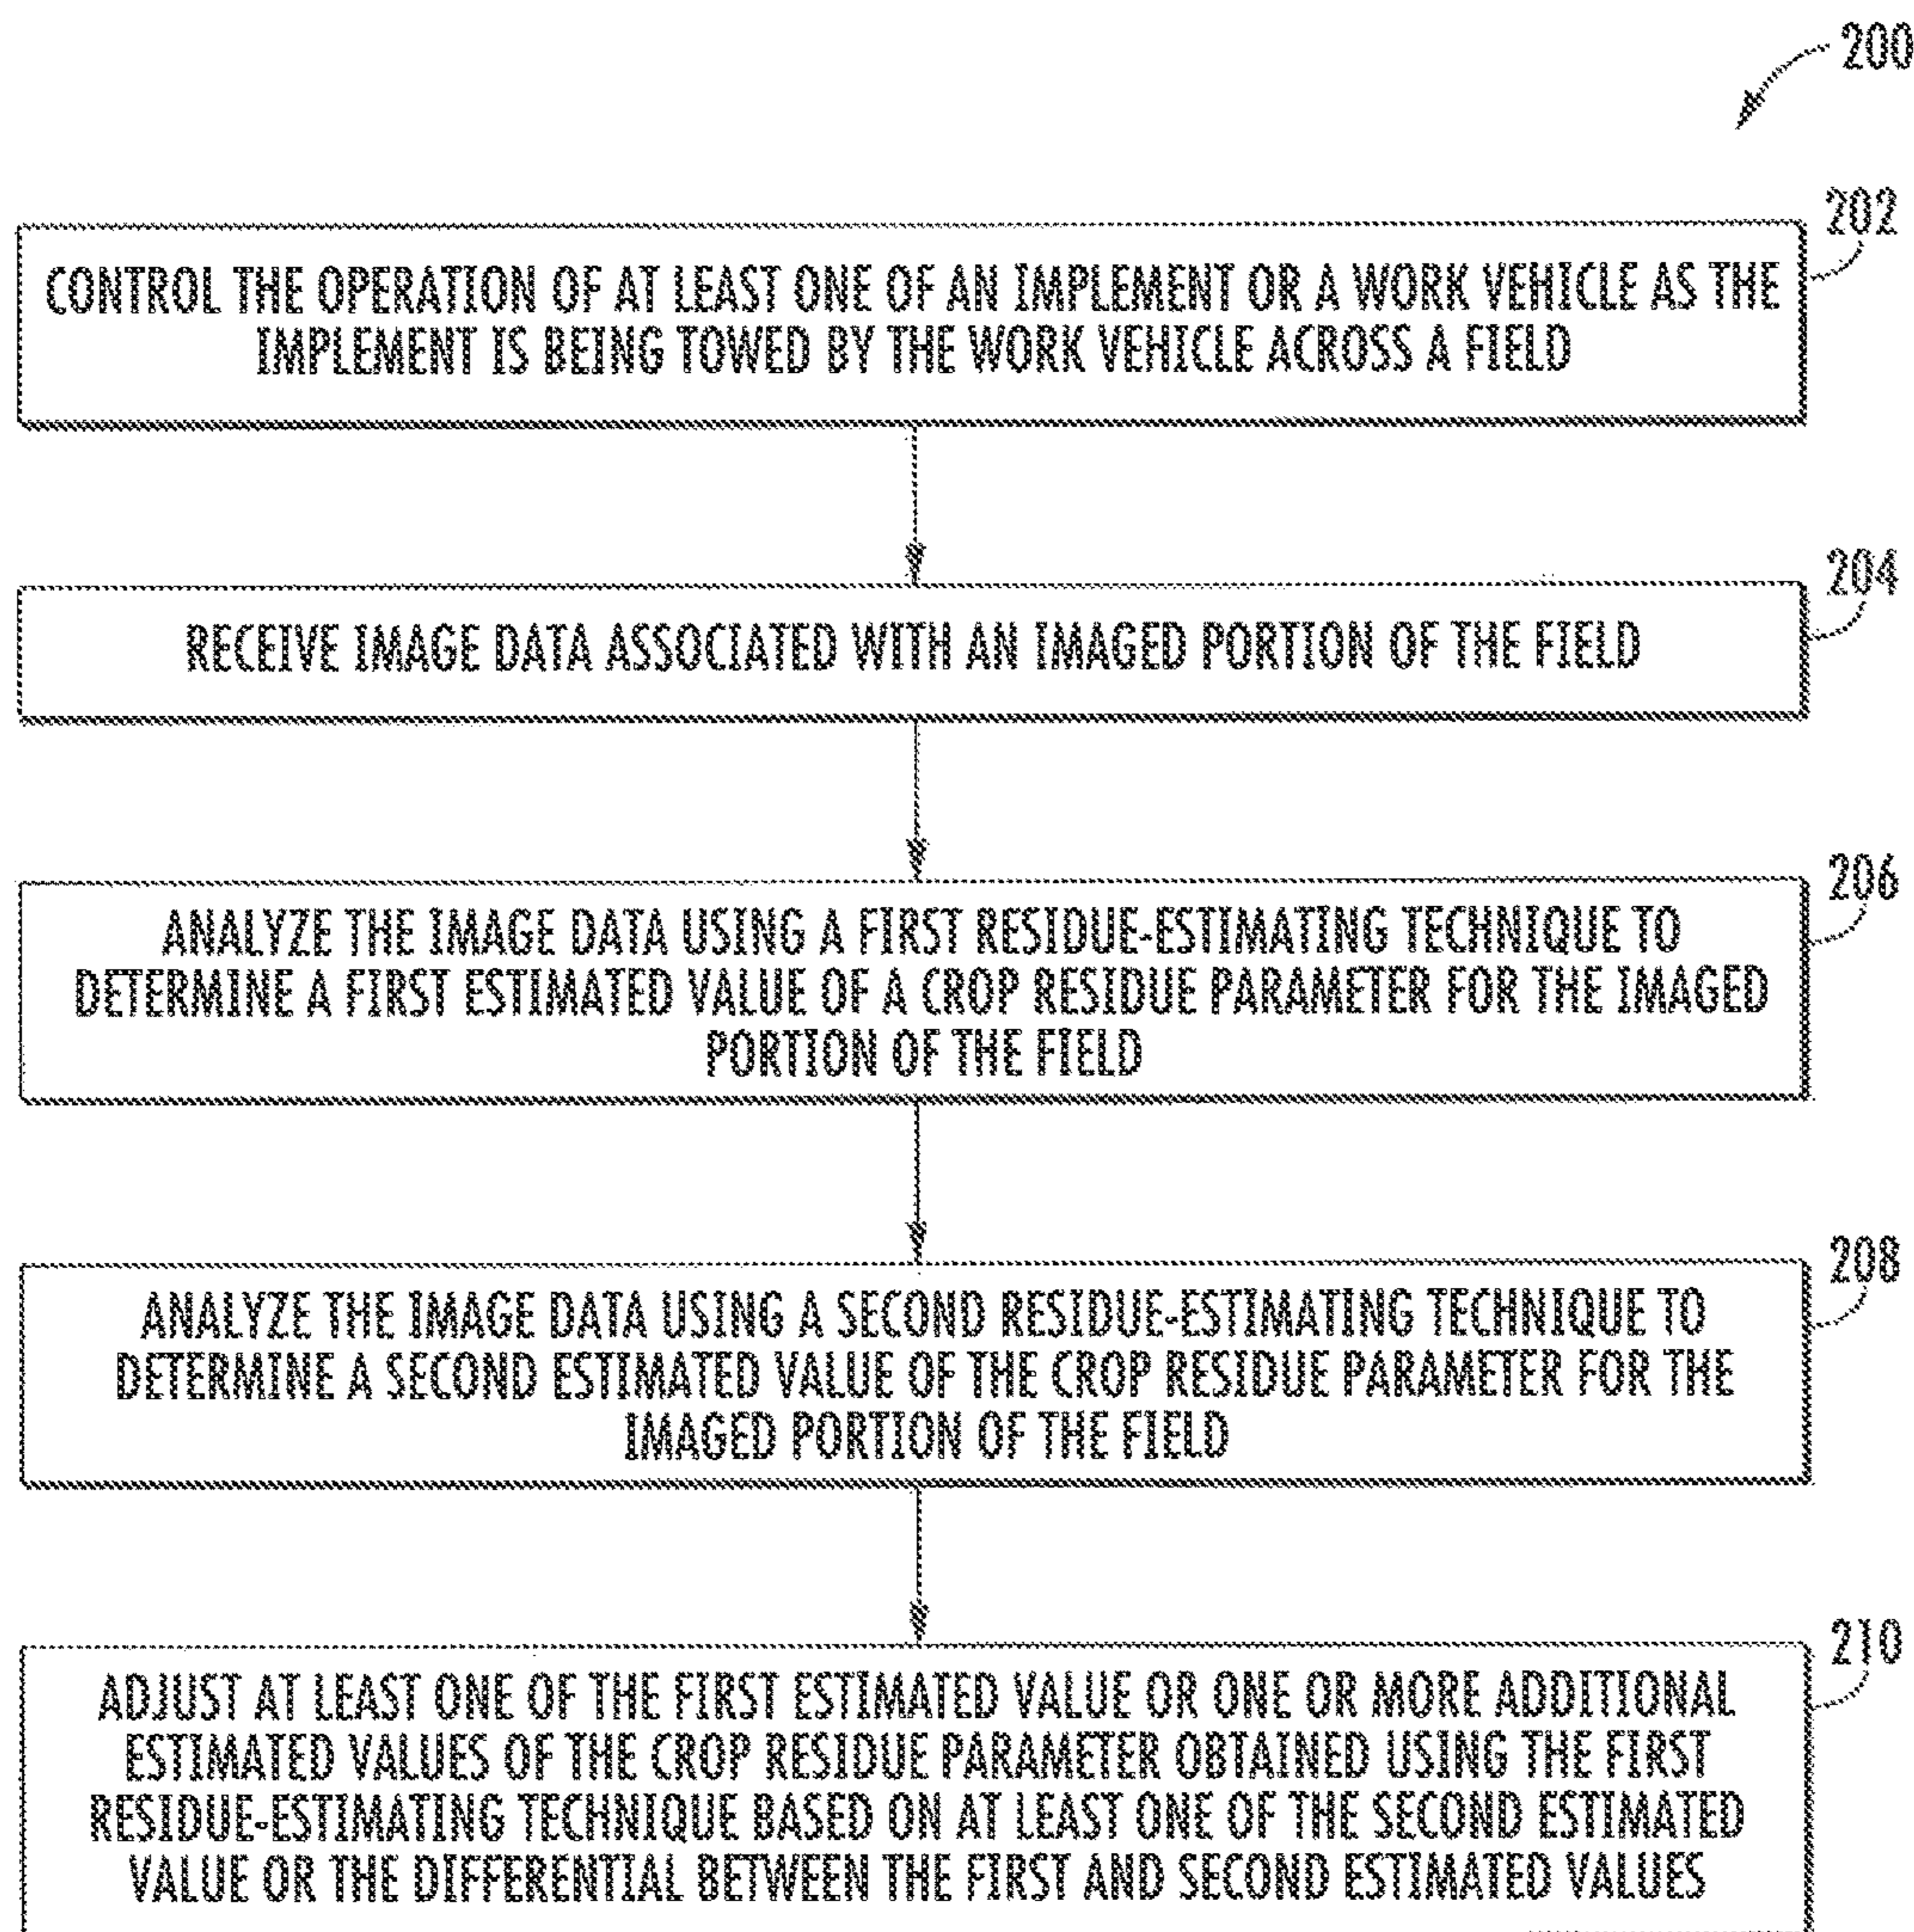 200
202
CONTROL THE OPERATION OF AT LEAST ONE OF AN IMPLEMENT OR A WORK VEHICLE AS THE
IMPLEMENT IS BEING TOWED BY THE WORK VEHICLE ACROSS A FIELD
204
RECEIVE IMAGE DATA ASSOCIATED WITH AN IMAGED PORTION OF THE FIELD
206
ANALYZE THE IMAGE DATA USING A FIRST RESIDUE-ESTIMATING TECHNIQUE TO
DETERMINE A FIRST ESTIMATED VALUE OF A CROP RESIDUE PARAMETER FOR THE IMAGED
PORTION OF THE FIELD
208
ANALYZE THE IMAGE DATA USING A SECOND RESIDUE-ESTIMATING TECHNIQUE TO
DETERMINE A SECOND ESTIMATED VALUE OF THE CROP RESIDUE PARAMETER FOR THE
IMAGED PORTION OF THE FIELD
210
ADJUST AT LEAST ONE OF THE FIRST ESTIMATED VALUE OR ONE OR MORE ADDITIONAL
ESTIMATED VALUES OF THE CROP RESIDUE PARAMETER OBTAINED USING THE FIRST
RESIDUE-ESTIMATING TECHNIQUE BASED ON AT LEAST ONE OF THE SECOND ESTIMATED
VALUE OR THE DIFFERENTIAL BETWEEN THE FIRST AND SECOND ESTIMATED VALUES